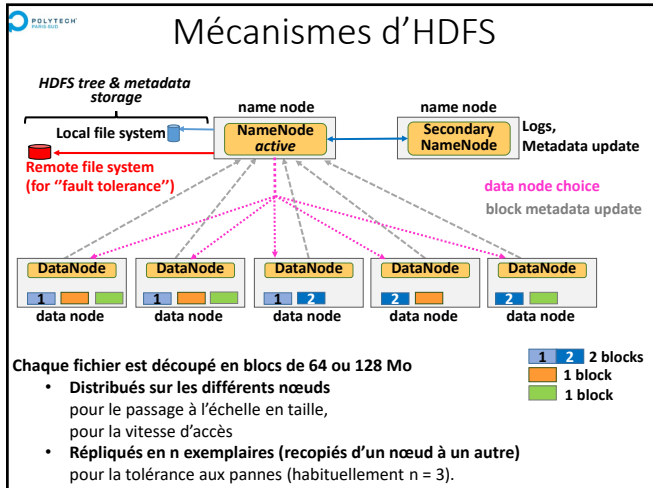 POLYTECH'
PARIS-SUD
Mécanismes d'HDFS
HDFS tree & metadata
storage
name node
name node
Local file system
NameNode
active
Secondary
NameNode
Logs,
Metadata update
Remote file system
(for "fault tolerance")
data node choice
block metadata update
DataNode
DataNode
DataNode
DataNode
DataNode
1
1
1 2
2
2
data node
data node
data node
data node
data node
Chaque fichier est découpé en blocs de 64 ou 128 Mo
1 2 2 blocks
1 block
1 block
• Distribués sur les différents nœuds
pour le passage à l'échelle en taille,
pour la vitesse d'accès
• Répliqués en n exemplaires (recopiés d'un nœud à un autre)
pour la tolérance aux pannes (habituellement n = 3).